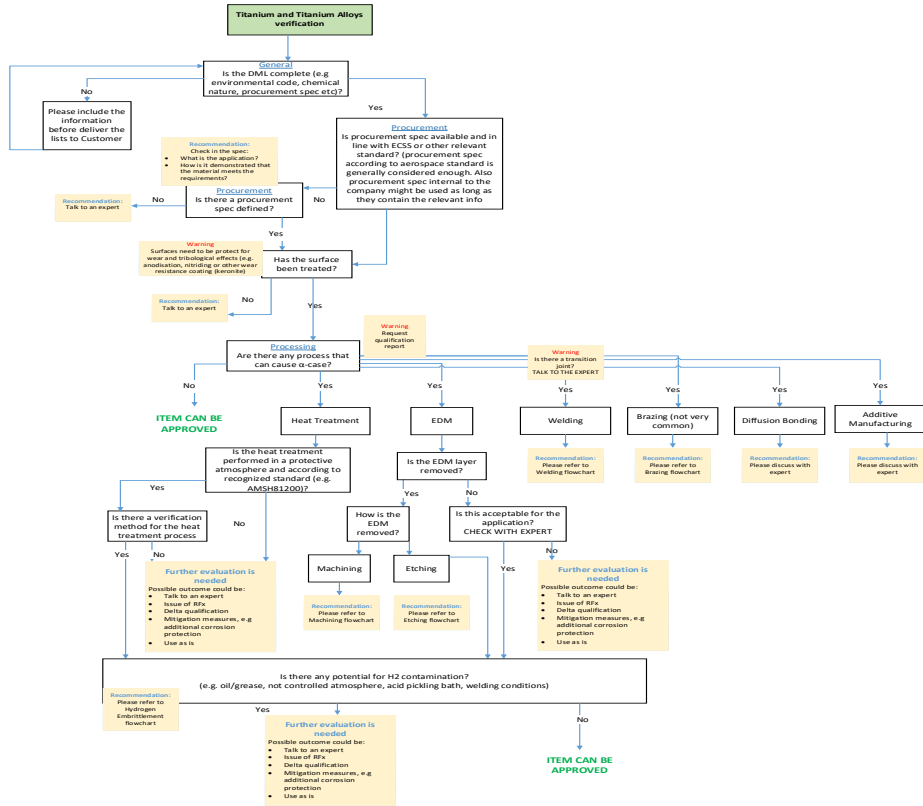 Titanium and Titanium Alloys
verification
General
Is the DML complete (e.g
environmental code, chemical
nature, procurement spec etc)?
No
Yes
Please include the
information
before deliver the
lists to Customer
Procurement
Is procurement spec available and in
line with ECSS or other relevant
standard? (procurement spec
according to aerospace standard is
generally considered enough. Also
procurement spec internal to the
company might be used as long as
they contain the relevant info
Recommendation:
Check in the spec:
• What is the application?
• How is it demonstrated that
the material meets the
requirements?
Procurement
Is there a procurement
spec defined?
No
No
Recommendation:
Talk to an expert
Yes
Warning
Surfaces need to be protect for
wear and tribological effects (e.g.
anodisation, nitriding or other wear
resistance coating (keronite)
Has the surface
been treated?
Recommendation:
Talk to an expert
No
Yes
Warning
Request
qualification
report
Processing
Are there any process that
can cause α-case?
Warning
Is there a transition
joint?
TALK TO THE EXPERT
No
Yes
Yes
Yes
Yes
Yes
Yes
ITEM CAN BE
APPROVED
Heat Treatment
EDM
Welding
Brazing (not very
common)
Diffusion Bonding
Additive
Manufacturing
Recommendation:
Please refer to
Welding flowchart
Recommendation:
Please refer to
Brazing flowchart
Recommendation:
Please discuss with
expert
Recommendation:
Please discuss with
expert
Is the heat treatment
performed in a protective
atmosphere and according to
recognized standard (e.g.
AMSH81200)?
Is the EDM layer
removed?
Yes
No
Yes
No
Is there a verification
method for the heat
treatment process
How is the
EDM
removed?
Is this acceptable for the
application?
CHECK WITH EXPERT
Yes
No
Yes
No
Machining
Etching
Recommendation:
Please refer to
Machining flowchart
Recommendation:
Please refer to
Etching flowchart
Further evaluation is
needed
Possible outcome could be:
• Talk to an expert
• Issue of RFx
• Delta qualification
• Mitigation measures, e.g
additional corrosion
protection
• Use as is
Further evaluation is
needed
Possible outcome could be:
• Talk to an expert
• Issue of RFx
• Delta qualification
• Mitigation measures, e.g
additional corrosion
protection
• Use as is
Is there any potential for H2 contamination?
(e.g. oil/grease, not controlled atmosphere, acid pickling bath, welding conditions)
Recommendation:
Please refer to
Hydrogen
Embrittlement
flowchart
Yes
No
Further evaluation is
needed
Possible outcome could be:
• Talk to an expert
• Issue of RFx
• Delta qualification
• Mitigation measures, e.g
additional corrosion
protection
• Use as is
ITEM CAN BE
APPROVED